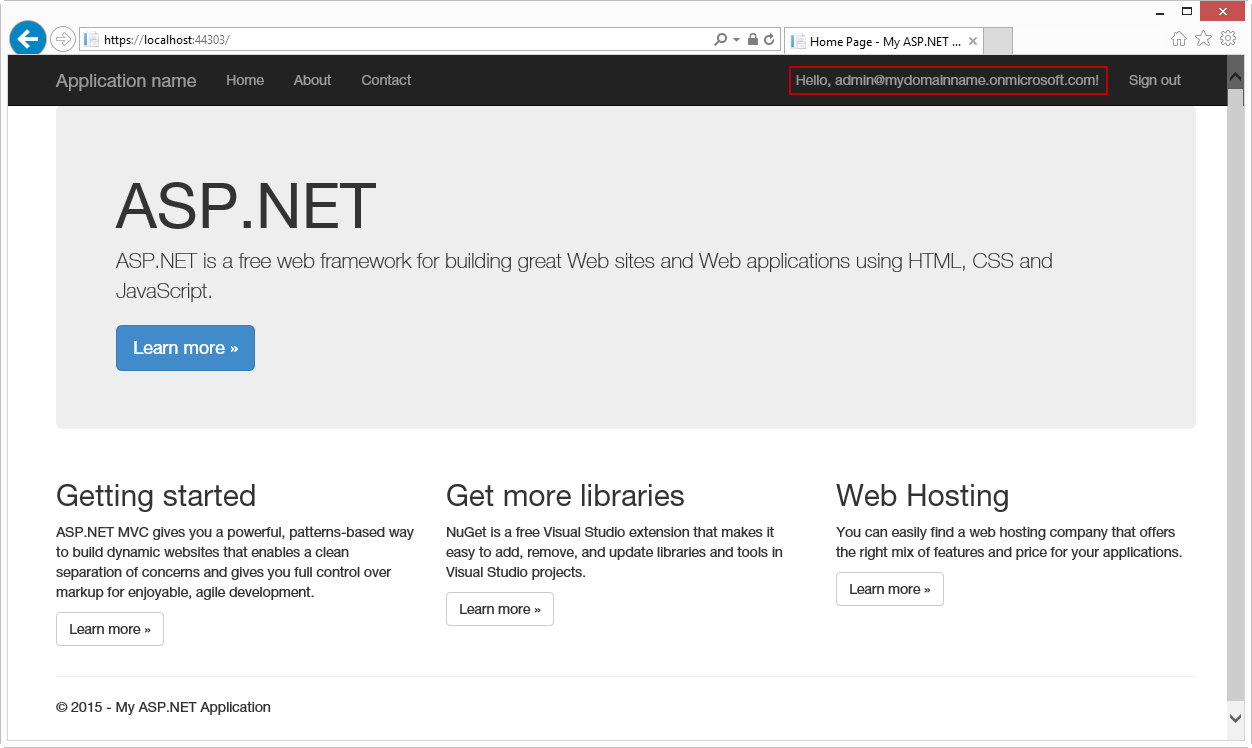 https://localhost:44303/
Home Page - My ASP.NET ...
Application name Home About Contact Hello, admin@mydomainname.onmicrosoft.com! Sign out
ASP.NET
ASP.NET is a free web framework for building great Web sites and Web applications using HTML, CSS and
JavaScript.
Learn more »
Getting started
ASP.NET MVC gives you a powerful, patterns-based way
to build dynamic websites that enables a clean
separation of concerns and gives you full control over
markup for enjoyable, agile development.
Learn more »
Get more libraries
NuGet is a free Visual Studio extension that makes it
easy to add, remove, and update libraries and tools in
Visual Studio projects.
Learn more »
Web Hosting
You can easily find a web hosting company that offers
the right mix of features and price for your applications.
Learn more »
© 2015 - My ASP.NET Application